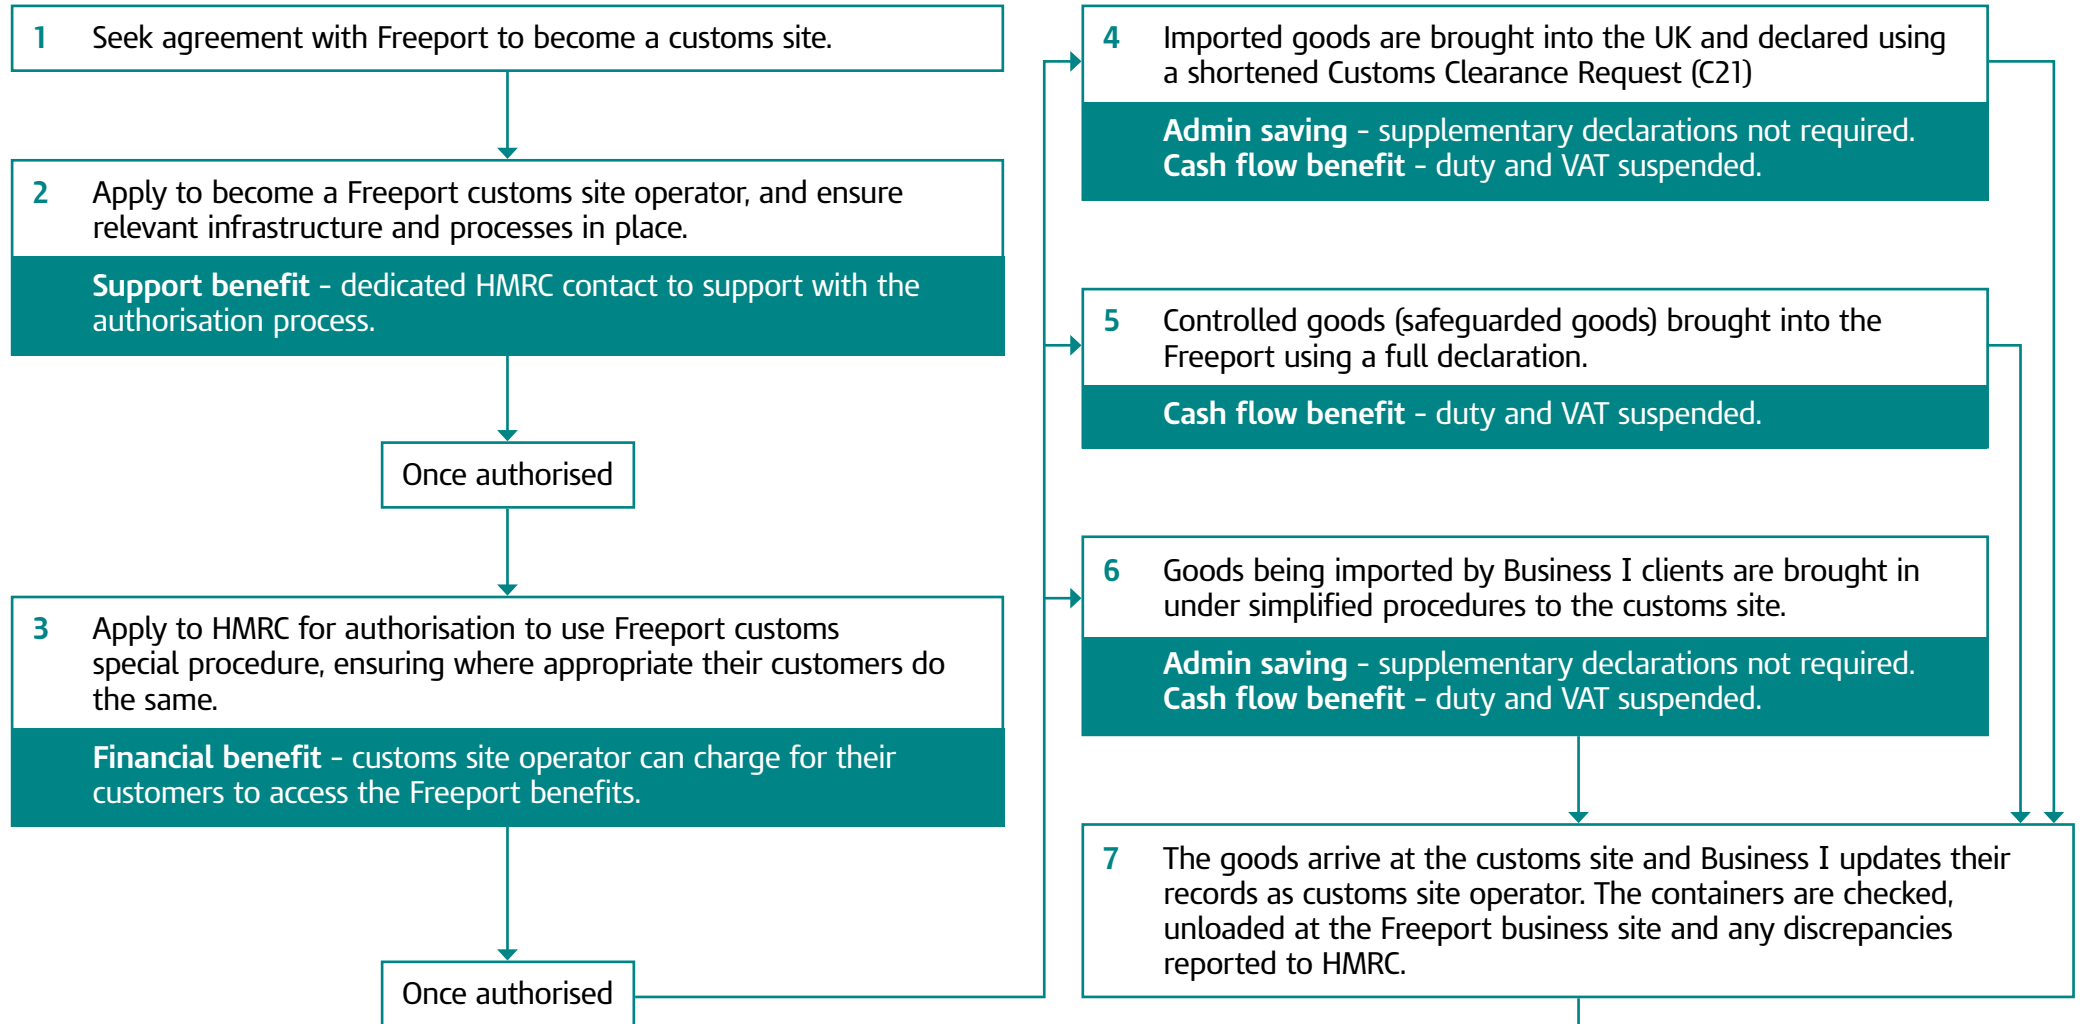 1 Seek agreement with Freeport to become a customs site.
2 Apply to become a Freeport customs site operator, and ensure
relevant infrastructure and processes in place.
Support benefit – dedicated HMRC contact to support with the
authorisation process.
Once authorised
3 Apply to HMRC for authorisation to use Freeport customs
special procedure, ensuring where appropriate their customers do
the same.
Financial benefit – customs site operator can charge for their
customers to access the Freeport benefits.
Once authorised
4 Imported goods are brought into the UK and declared using
a shortened Customs Clearance Request (C21)
Admin saving – supplementary declarations not required.
Cash flow benefit – duty and VAT suspended.
5 Controlled goods (safeguarded goods) brought into the
Freeport using a full declaration.
Cash flow benefit – duty and VAT suspended.
6 Goods being imported by Business I clients are brought in
under simplified procedures to the customs site.
Admin saving – supplementary declarations not required.
Cash flow benefit – duty and VAT suspended.
7 The goods arrive at the customs site and Business I updates their
records as customs site operator. The containers are checked,
unloaded at the Freeport business site and any discrepancies
reported to HMRC.